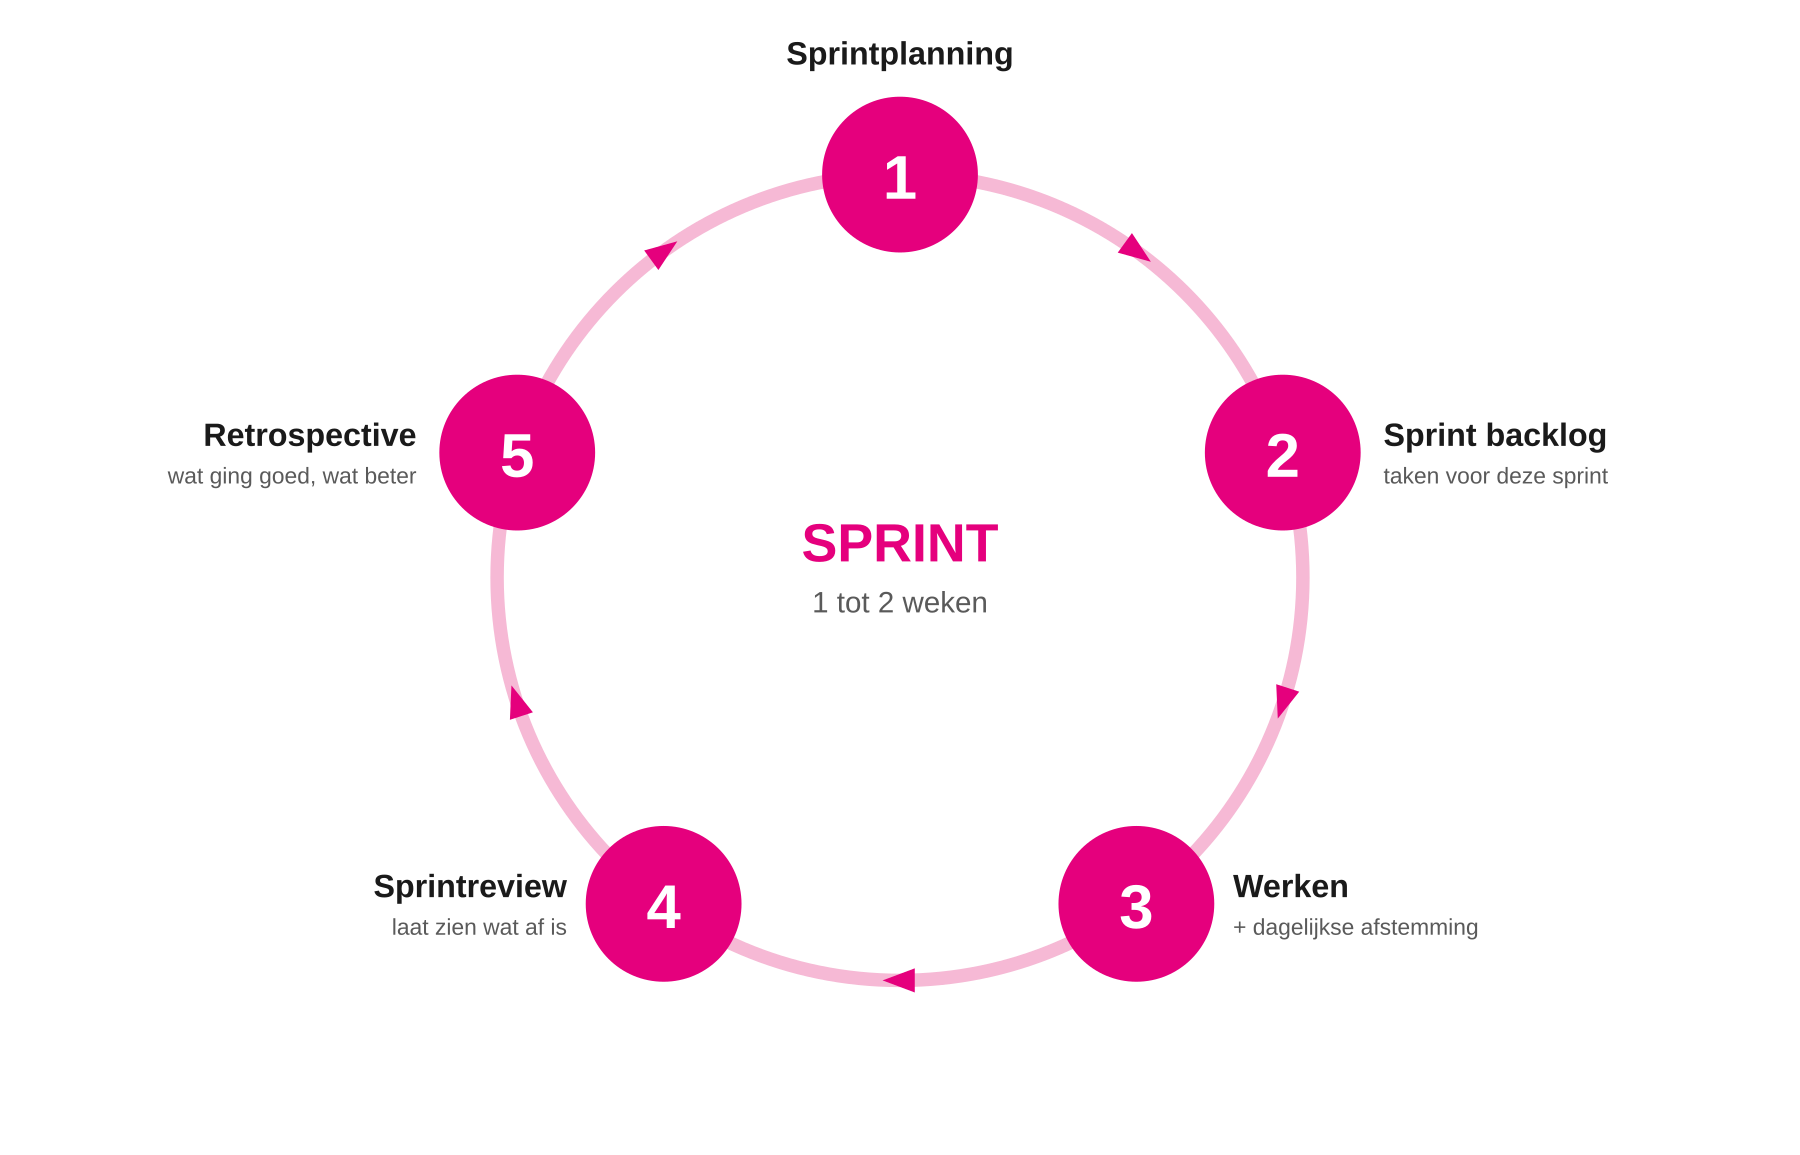 Sprintplanning
1
5
2
Retrospective
wat ging goed, wat beter
Sprint backlog
taken voor deze sprint
SPRINT
1 tot 2 weken
4
3
Sprintreview
laat zien wat af is
Werken
+ dagelijkse afstemming